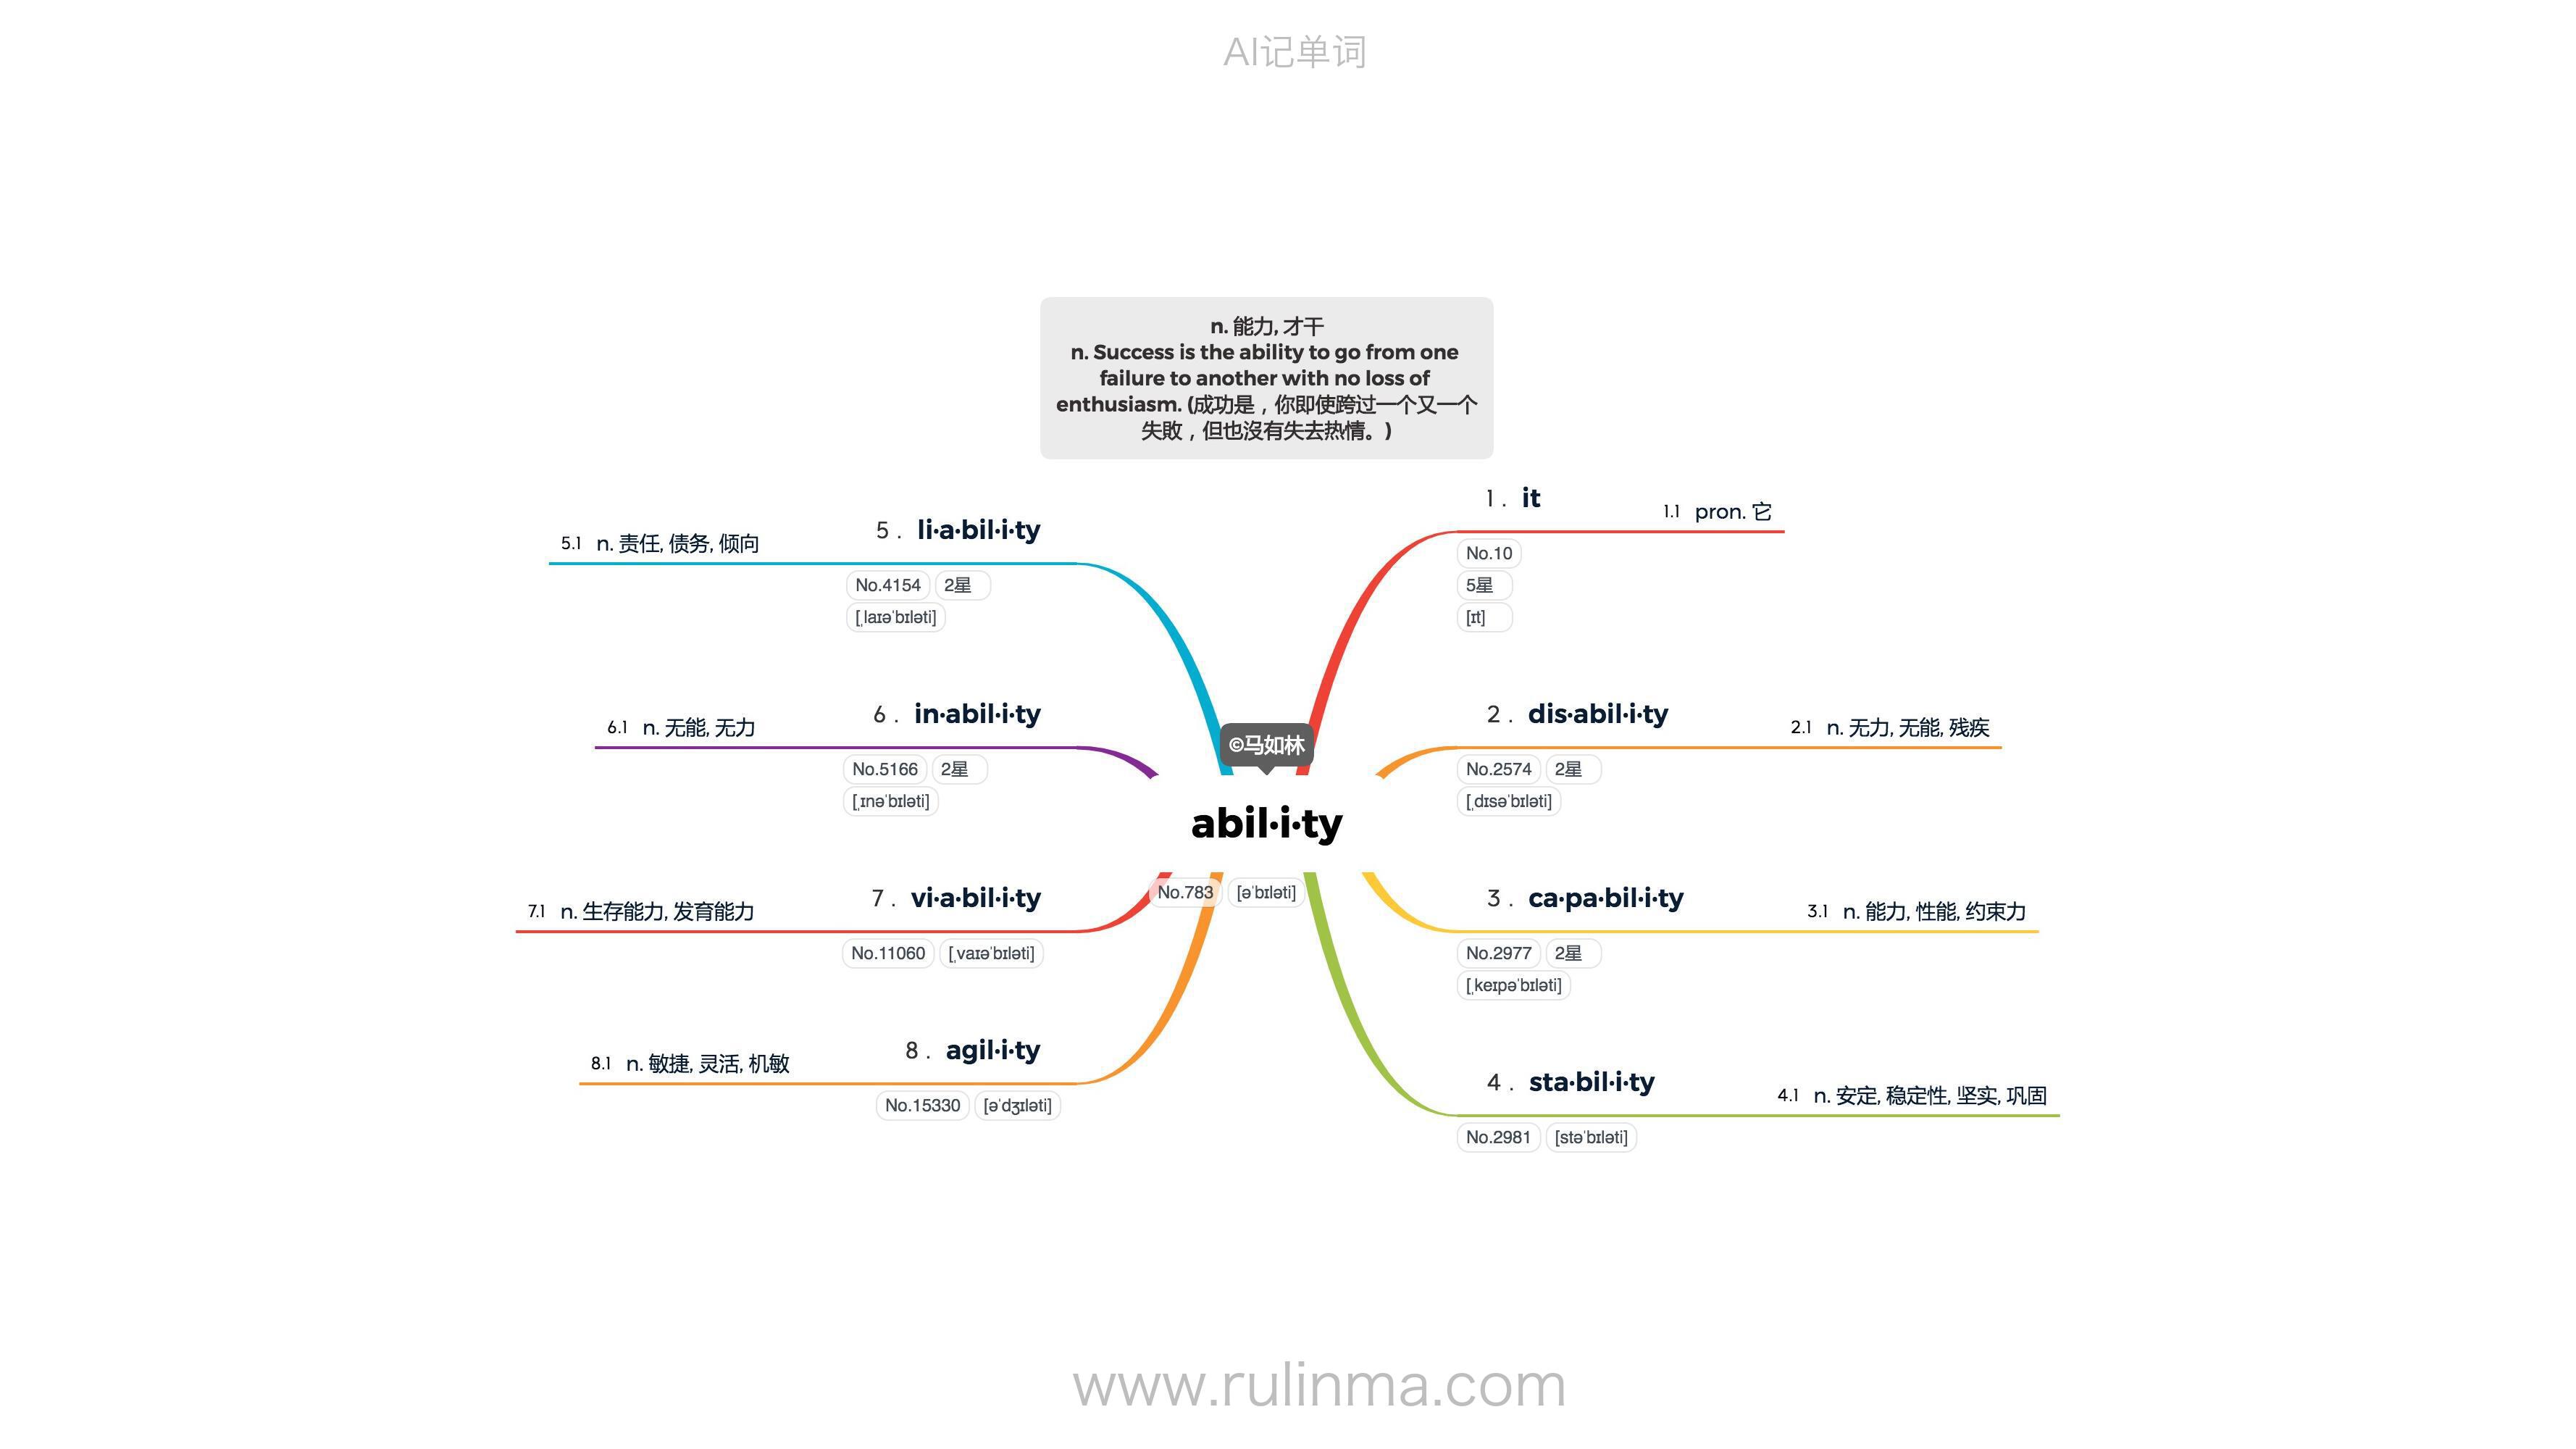 AI记单词
n. 能力, 才干
n. Success is the ability to go from one
failure to another with no loss of
enthusiasm. (成功是，你即使跨过一个又一个
失敗，但也沒有失去热情。)
©马如林
abil·i·ty
No.783 [əˈbɪləti]
1 . it
1.1 pron. 它
No.10
5星
[ɪt]
2 . dis·abil·i·ty
2.1 n. 无力, 无能, 残疾
No.2574 2星
[ˌdɪsəˈbɪləti]
3 . ca·pa·bil·i·ty
3.1 n. 能力, 性能, 约束力
No.2977 2星
[ˌkeɪpəˈbɪləti]
4 . sta·bil·i·ty
4.1 n. 安定, 稳定性, 坚实, 巩固
No.2981 [stəˈbɪləti]
5 . li·a·bil·i·ty
5.1 n. 责任, 债务, 倾向
No.4154 2星
[ˌlaɪəˈbɪləti]
6 . in·abil·i·ty
6.1 n. 无能, 无力
No.5166 2星
[ˌɪnəˈbɪləti]
7 . vi·a·bil·i·ty
7.1 n. 生存能力, 发育能力
No.11060 [ˌvaɪəˈbɪləti]
8 . agil·i·ty
8.1 n. 敏捷, 灵活, 机敏
No.15330 [əˈdʒɪləti]
www.rulinma.com